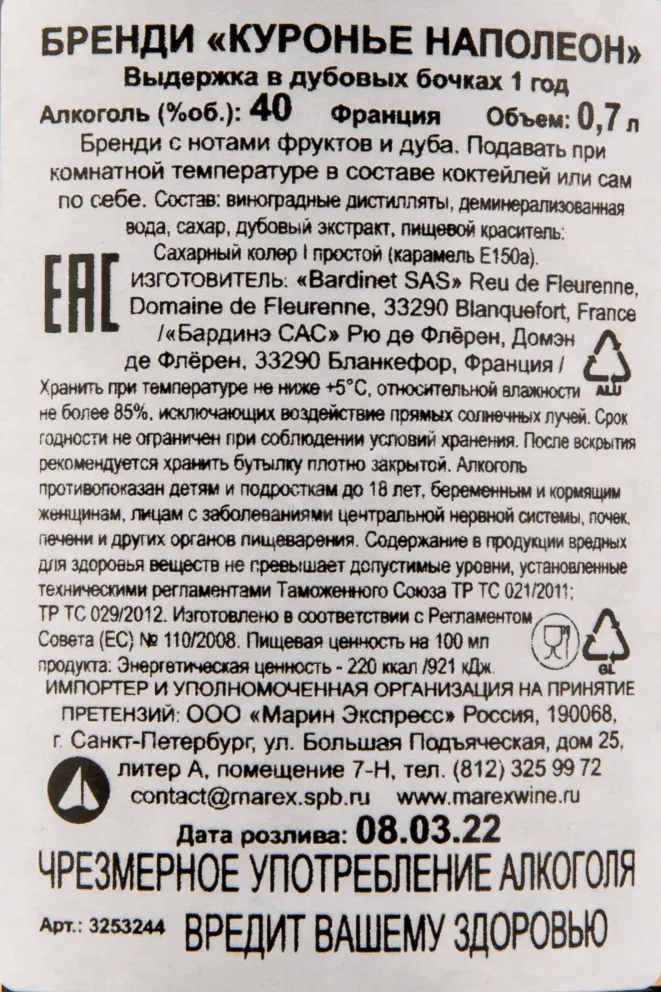 БРЕНДИ «КУРОНЬЕ НАПОЛЕОН»
Выдержка в дубовых бочках 1 год
Алкоголь (%об.): 40 Франция Объем: 0,7 л
Бренди с нотами фруктов и дуба. Подавать при
комнатной температуре в составе коктейлей или сам
по себе. Состав: виноградные дистилляты, деминерализованная
вода, сахар, дубовый экстракт, пищевой краситель:
Сахарный колер I простой (карамель Е150а).
EAC
ИЗГОТОВИТЕЛЬ: «Bardinet SAS» Reu de Fleurenne,
Domaine de Fleurenne, 33290 Blanquefort, France
/«Бардинэ САС» Рю де Флёрен, Домэн
де Флёрен, 33290 Бланкефор, Франция /
ALU
Хранить при температуре не ниже +5°С, относительной влажности
не более 85%, исключающих воздействие прямых солнечных лучей. Срок
годности не ограничен при соблюдении условий хранения. После вскрытия
рекомендуется хранить бутылку плотно закрытой. Алкоголь
противопоказан детям и подросткам до 18 лет, беременным и кормящим
женщинам, лицам с заболеваниями центральной нервной системы, почек,
печени и других органов пищеварения. Содержание в продукции вредных
для здоровья веществ не превышает допустимые уровни, установленные
техническими регламентами Таможенного Союза ТР ТС 021/2011;
ТР ТС 029/2012. Изготовлено в соответствии с Регламентом
Совета (ЕС) № 110/2008. Пищевая ценность на 100 мл
продукта: Энергетическая ценность - 220 ккал /921 кДж.
GL
ИМПОРТЕР И УПОЛНОМОЧЕННАЯ ОРГАНИЗАЦИЯ НА ПРИНЯТИЕ
ПРЕТЕНЗИЙ: ООО «Марин Экспресс» Россия, 190068,
г. Санкт-Петербург, ул. Большая Подъяческая, дом 25,
литер А, помещение 7-Н, тел. (812) 325 99 72
contact@marex.spb.ru www.marexwine.ru
Дата розлива: 08.03.22
ЧРЕЗМЕРНОЕ УПОТРЕБЛЕНИЕ АЛКОГОЛЯ
Арт.: 3253244 ВРЕДИТ ВАШЕМУ ЗДОРОВЬЮ